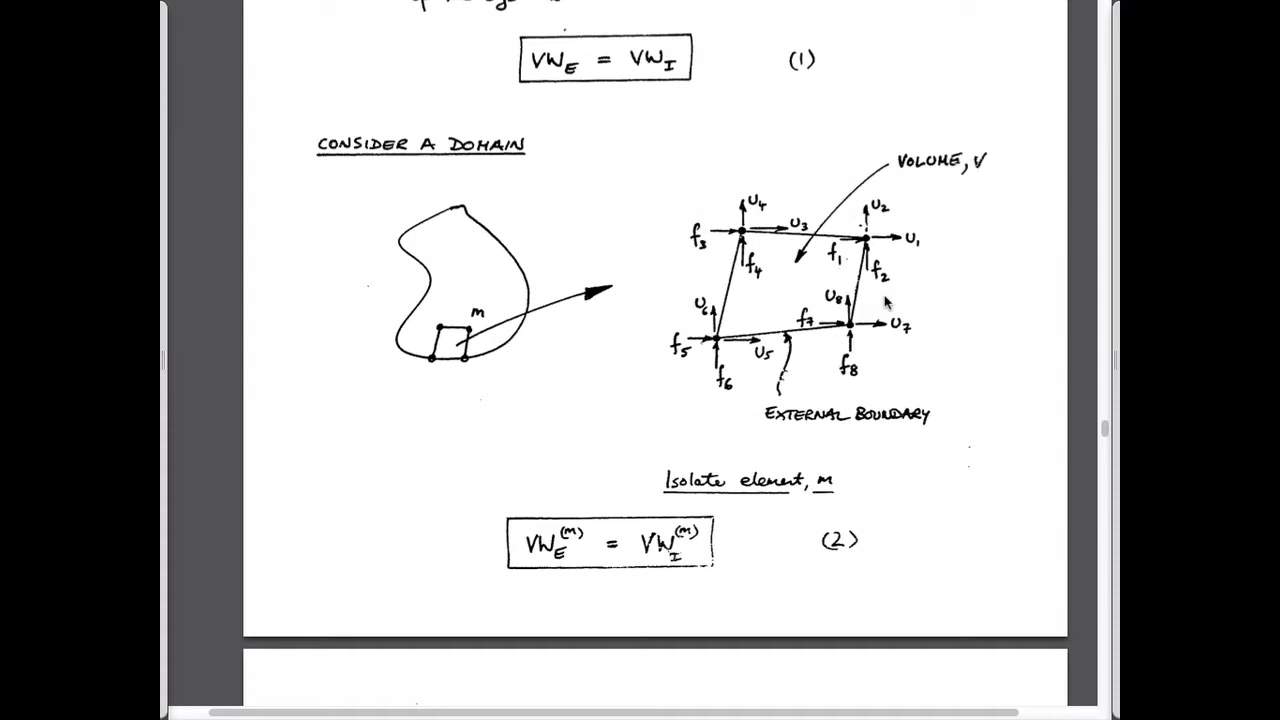 VW_E = VW_I (1)
CONSIDER A DOMAIN
VOLUME, V
U4
U2
f3
U3
f1
U1
f4
f2
m
U6
U8
f7
U7
f5
U5
f6
f8
EXTERNAL BOUNDARY
Isolate element, m
VW_E^(m) = VW_I^(m) (2)